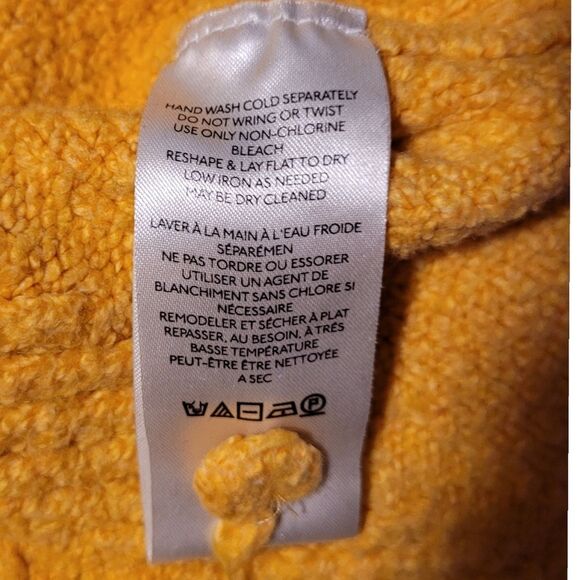 HAND WASH COLD SEPARATELY
DO NOT WRING OR TWIST
USE ONLY NON-CHLORINE
BLEACH
RESHAPE & LAY FLAT TO DRY
LOW IRON AS NEEDED
MAY BE DRY CLEANED
LAVER À LA MAIN À L'EAU FROIDE
SÉPARÉMEN
NE PAS TORDRE OU ESSORER
UTILISER UN AGENT DE
BLANCHIMENT SANS CHLORE SI
NÉCESSAIRE
REMODELER ET SÉCHER À PLAT
REPASSER, AU BESOIN, À TRÉS
BASSE TEMPÉRATURE
PEUT-ÊTRE ÊTRE NETTOYÉE
A SEC
P